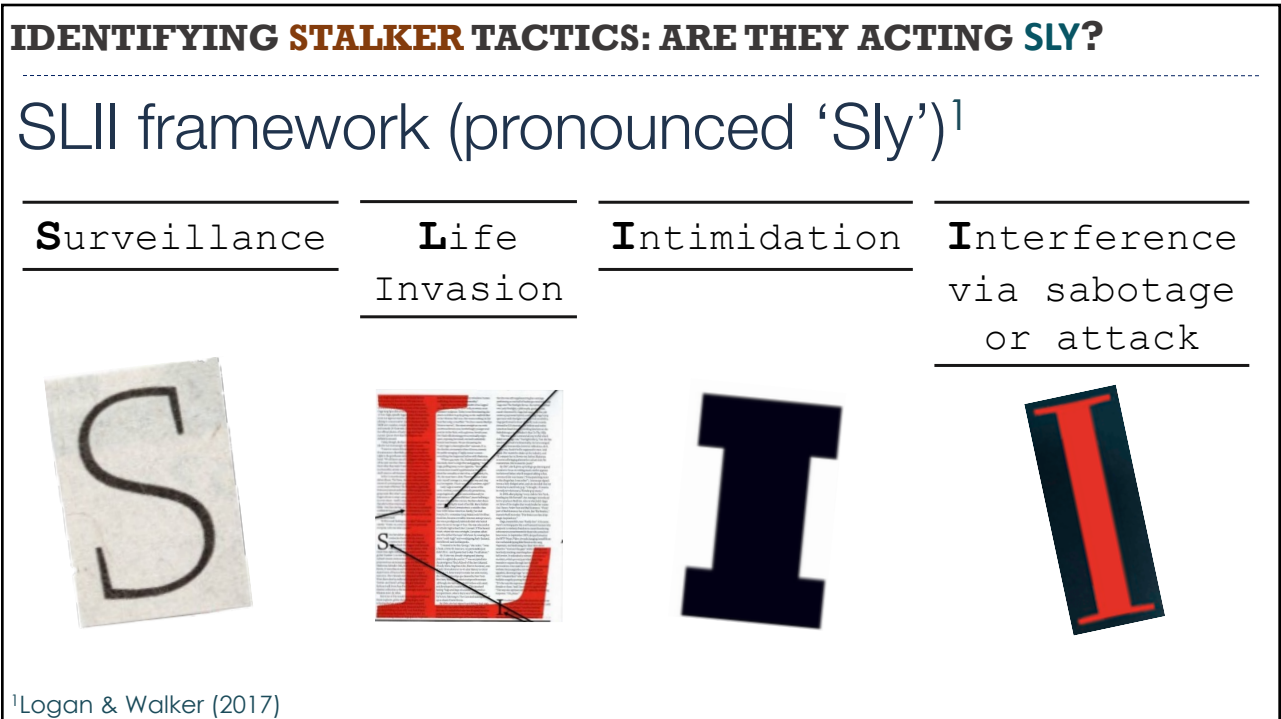 IDENTIFYING STALKER TACTICS: ARE THEY ACTING SLY?
SLII framework (pronounced ‘Sly’)1
Surveillance
Life
Invasion
Intimidation
Interference
via sabotage
or attack
S
L
S
I
I
I
1Logan & Walker (2017)